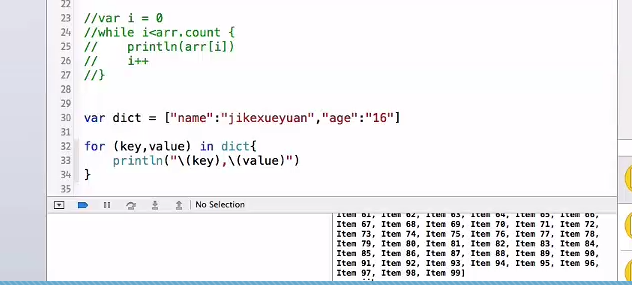 22
23 //var i = 0
24 //while i<arr.count {
25 //    println(arr[i])
26 //    i++
27 //}
28
29
30 var dict = ["name":"jikexueyuan","age":"16"]
31
32 for (key,value) in dict{
33     println("\(key),\(value)")
34 }
35
No Selection
Item 61, Item 62, Item 63, Item 64, Item 65, Item 66,
Item 67, Item 68, Item 69, Item 70, Item 71, Item 72,
Item 73, Item 74, Item 75, Item 76, Item 77, Item 78,
Item 79, Item 80, Item 81, Item 82, Item 83, Item 84,
Item 85, Item 86, Item 87, Item 88, Item 89, Item 90,
Item 91, Item 92, Item 93, Item 94, Item 95, Item 96,
Item 97, Item 98, Item 99]